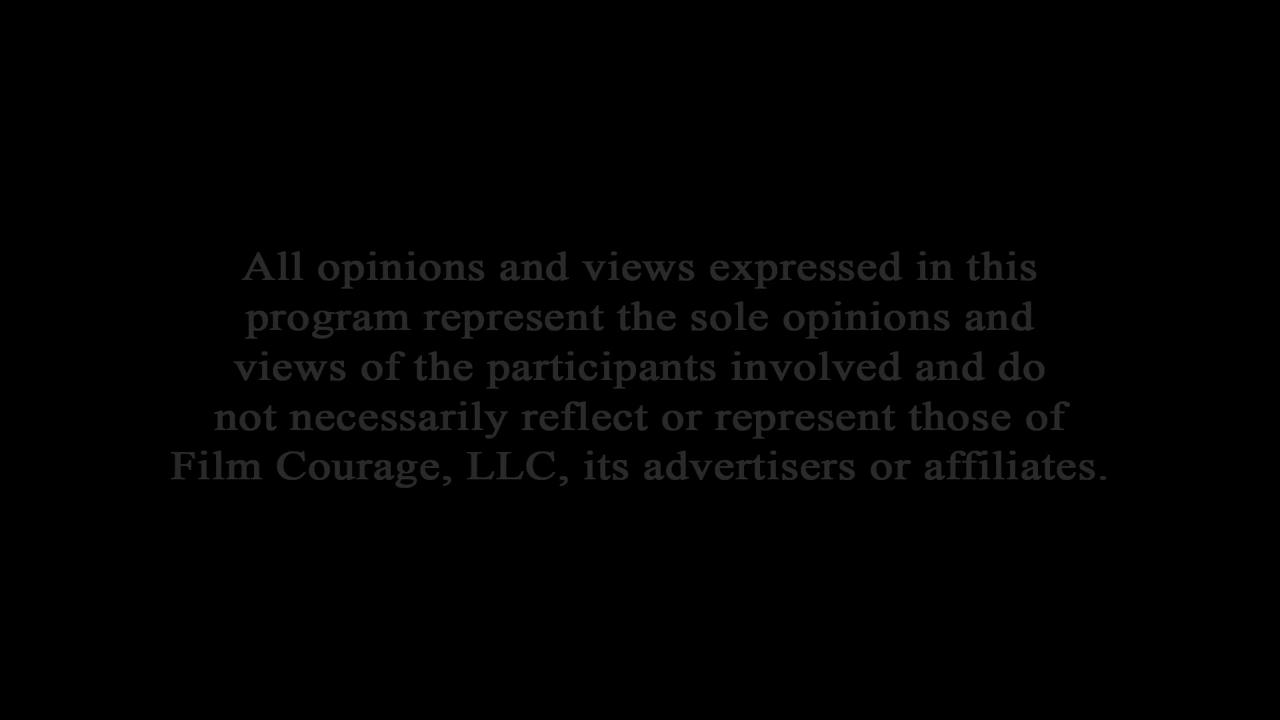 All opinions and views expressed in this
program represent the sole opinions and
views of the participants involved and do
not necessarily reflect or represent those of
Film Courage, LLC, its advertisers or affiliates.